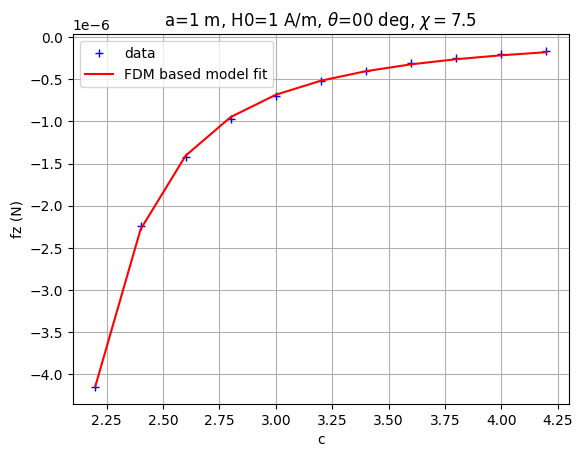 a=1 m, H0=1 A/m, θ=00 deg, χ = 7.5
1e−6
data
FDM based model fit
0.0
−0.5
−1.0
−1.5
−2.0
−2.5
−3.0
−3.5
−4.0
fz (N)
2.25 2.50 2.75 3.00 3.25 3.50 3.75 4.00 4.25
c